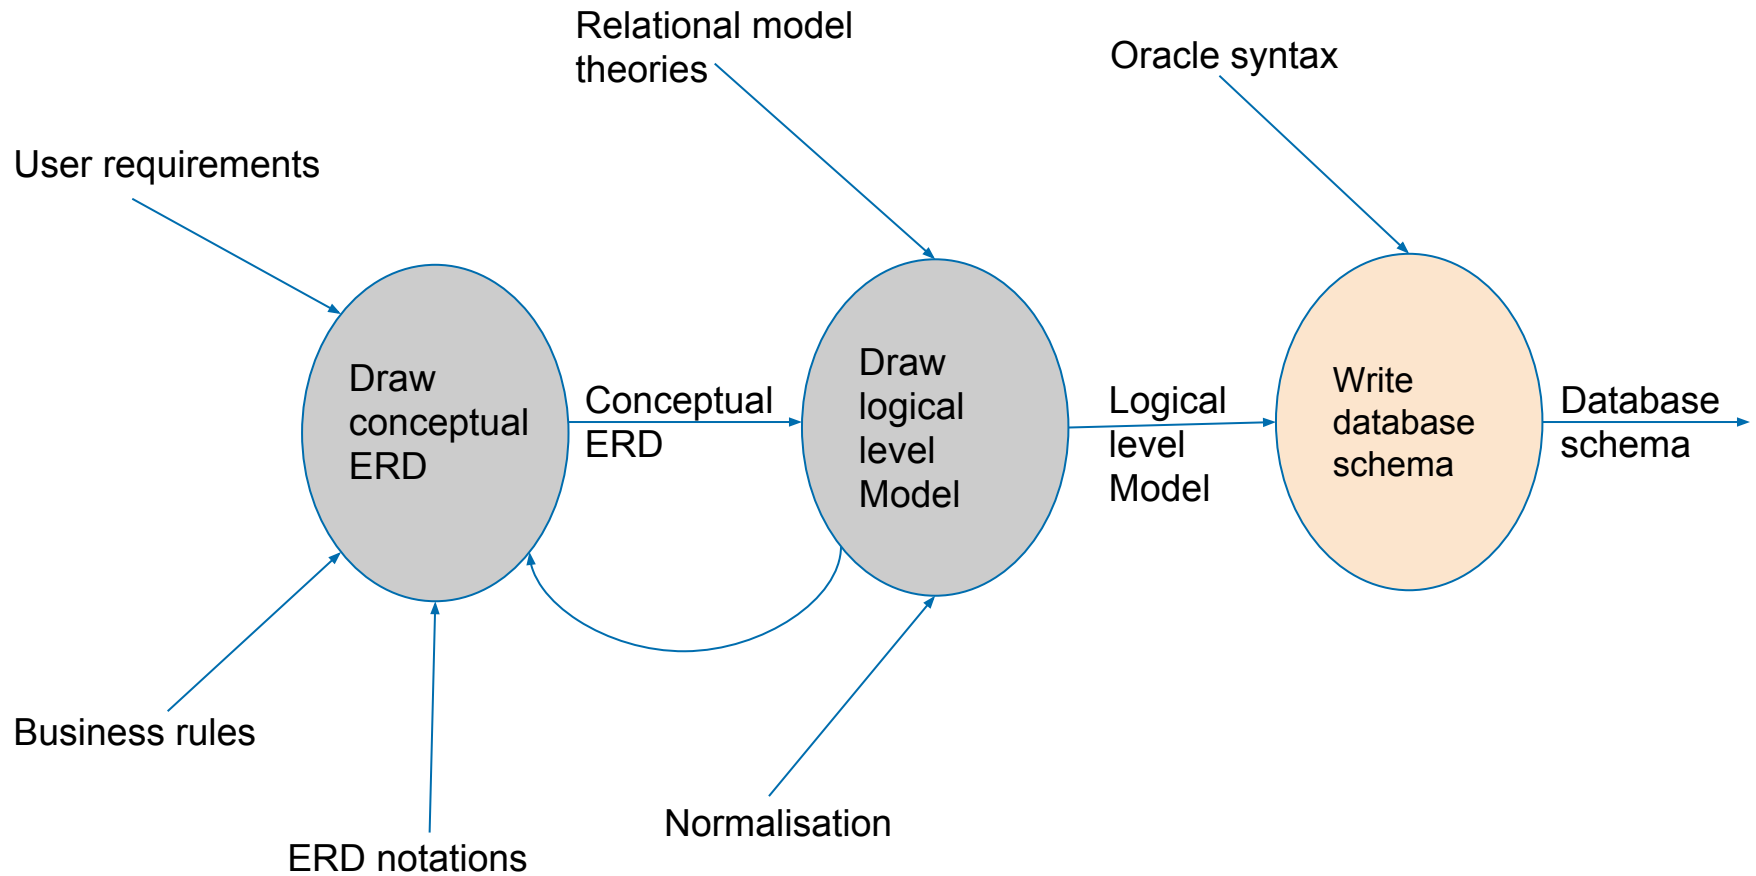 Relational model
theories
Oracle syntax
User requirements
Draw
conceptual
ERD
Conceptual
ERD
Draw
logical
level
Model
Logical
level
Model
Write
database
schema
Database
schema
Business rules
ERD notations
Normalisation